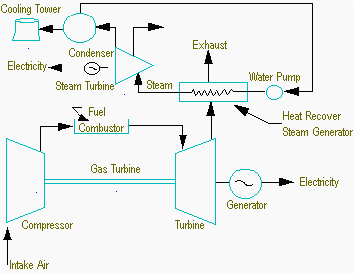 Cooling Tower
Condenser
Exhaust
Electricity
Steam Turbine
Steam
Water Pump
Heat Recover
Steam Generator
Fuel
Combustor
Gas Turbine
Compressor
Turbine
Generator
Electricity
Intake Air